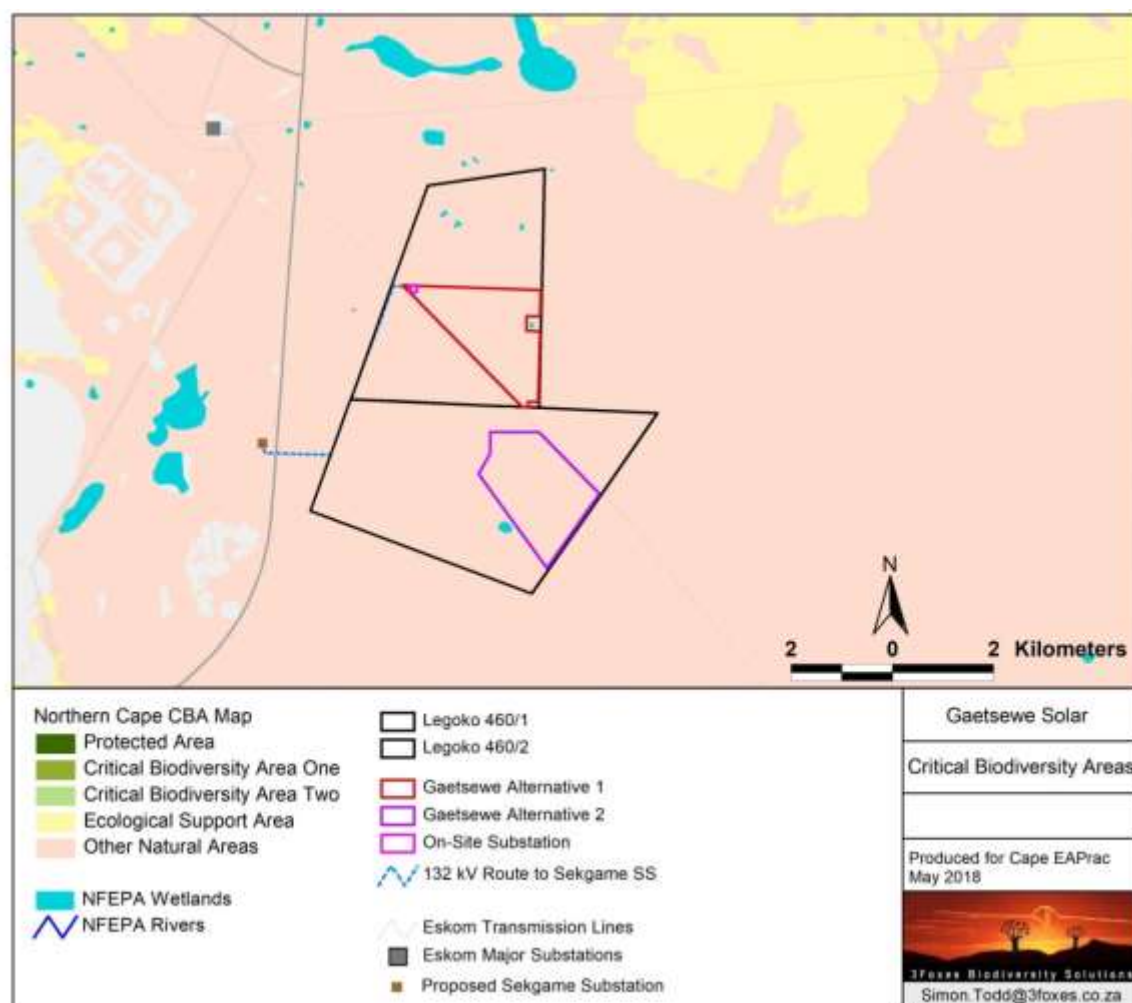 N
2 0 2 Kilometers
Northern Cape CBA Map
Protected Area
Critical Biodiversity Area One
Critical Biodiversity Area Two
Ecological Support Area
Other Natural Areas
NFEPA Wetlands
NFEPA Rivers
Legoko 460/1
Legoko 460/2
Gaetsewe Alternative 1
Gaetsewe Alternative 2
On-Site Substation
132 kV Route to Sekgame SS
Eskom Transmission Lines
Eskom Major Substations
Proposed Sekgame Substation
Gaetsewe Solar
Critical Biodiversity Areas
Produced for Cape EAPrac
May 2018
3Foxes Biodiversity Solutions
Simon.Todd@3foxes.co.za